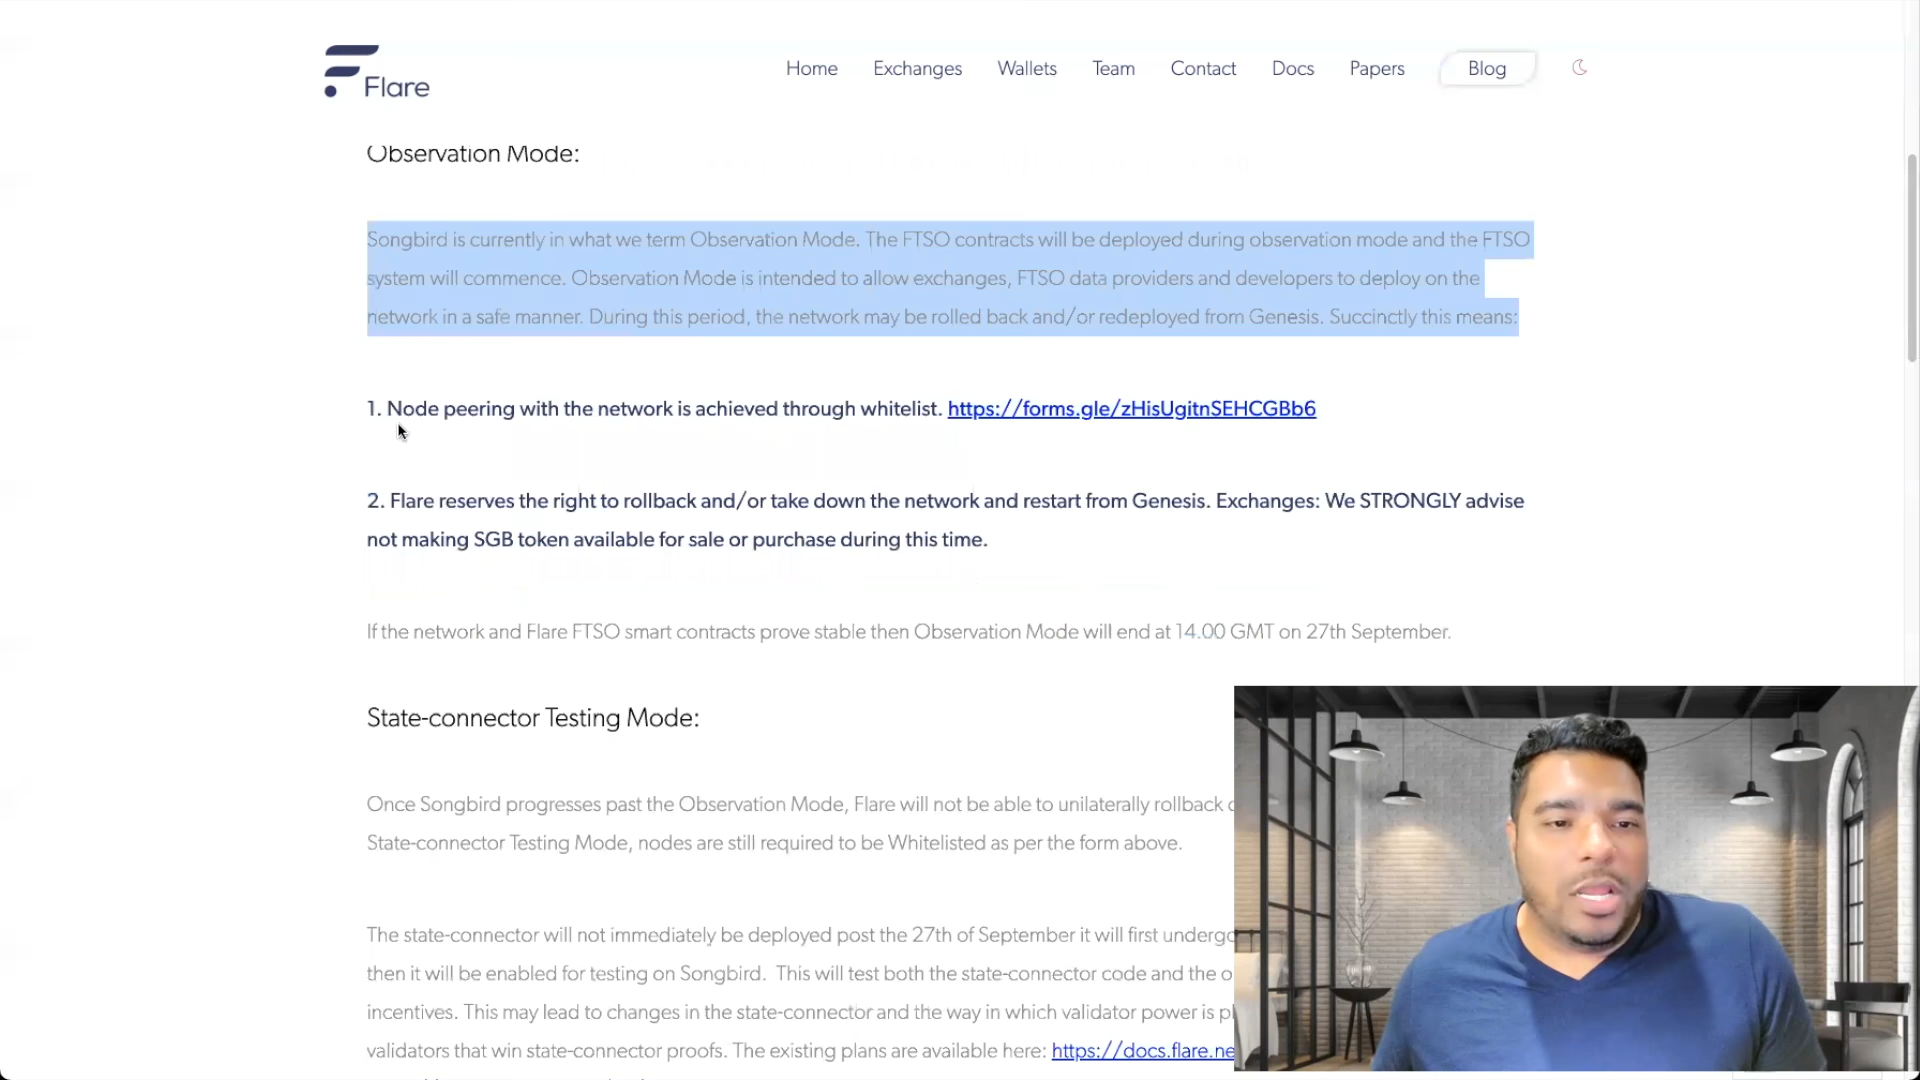 Flare
Home Exchanges Wallets Team Contact Docs Papers Blog
Observation Mode:
Songbird is currently in what we term Observation Mode. The FTSO contracts will be deployed during observation mode and the FTSO
system will commence. Observation Mode is intended to allow exchanges, FTSO data providers and developers to deploy on the
network in a safe manner. During this period, the network may be rolled back and/or redeployed from Genesis. Succinctly this means:
1. Node peering with the network is achieved through whitelist. https://forms.gle/zHisUgitnSEHCGBb6
2. Flare reserves the right to rollback and/or take down the network and restart from Genesis. Exchanges: We STRONGLY advise
not making SGB token available for sale or purchase during this time.
If the network and Flare FTSO smart contracts prove stable then Observation Mode will end at 14.00 GMT on 27th September.
State-connector Testing Mode:
Once Songbird progresses past the Observation Mode, Flare will not be able to unilaterally rollback
State-connector Testing Mode, nodes are still required to be Whitelisted as per the form above.
The state-connector will not immediately be deployed post the 27th of September it will first
then it will be enabled for testing on Songbird. This will test both the state-connector code and the
incentives. This may lead to changes in the state-connector and the way in which validator power is
validators that win state-connector proofs. The existing plans are available here: https://docs.flare.ne